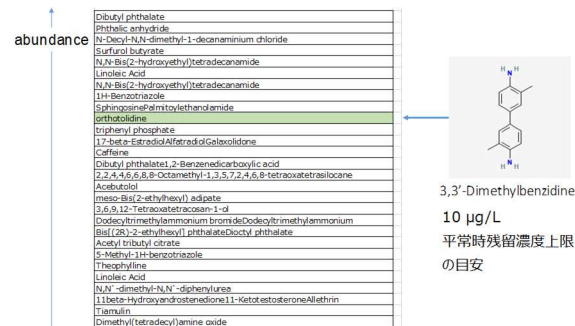 abundance
Dibutyl phthalate
Phthalic anhydride
N-Decyl-N,N-dimethyl-1-decanaminium chloride
Surfurol butyrate
N,N-Bis(2-hydroxyethyl)tetradecanamide
Linoleic Acid
N,N-Bis(2-hydroxyethyl)tetradecanamide
1H-Benzotriazole
SphingosinePalmitoylethanolamide
orthotolidine
triphenyl phosphate
17-beta-EstradiolAlfatradiolGalaxolidone
Caffeine
Dibutyl phthalate1,2-Benzenedicarboxylic acid
2,2,4,4,6,6,8,8-Octamethyl-1,3,5,7,2,4,6,8-tetraoxatetrasilocane
Acebutolol
meso-Bis(2-ethylhexyl) adipate
3,6,9,12-Tetraoxatetracosan-1-ol
Dodecyltrimethylammonium bromideDodecyltrimethylammonium
Bis[(2R)-2-ethylhexyl] phthalateDioctyl phthalate
Acetyl tributyl citrate
5-Methyl-1H-benzotriazole
Theophylline
Linoleic Acid
N,N`-dimethyl-N,N`-diphenylurea
11beta-Hydroxyandrostenedione11-KetotestosteroneAllethrin
Tiamulin
Dimethyl(tetradecyl)amine oxide
H N H
H N H
3,3'-Dimethylbenzidine
10 μg/L
平常時残留濃度上限
の目安